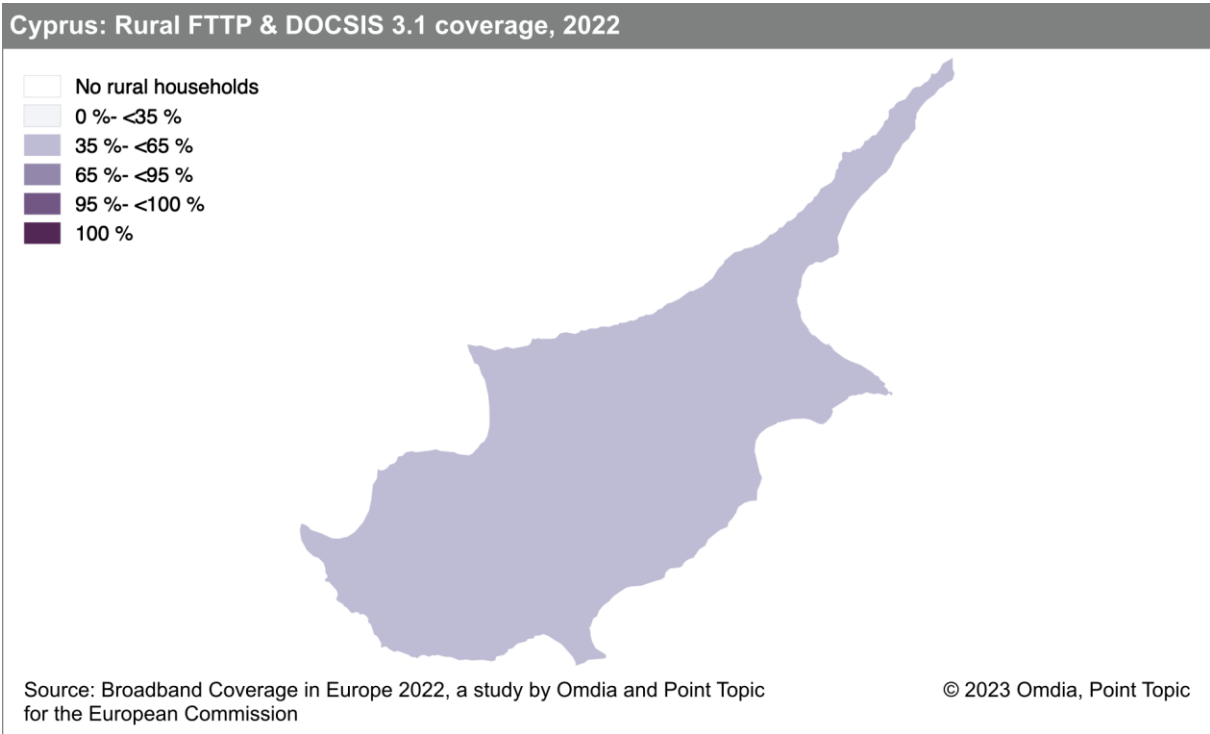 Cyprus: Rural FTTP & DOCSIS 3.1 coverage, 2022
No rural households
0 %- <35 %
35 %- <65 %
65 %- <95 %
95 %- <100 %
100 %
Source: Broadband Coverage in Europe 2022, a study by Omdia and Point Topic
for the European Commission
© 2023 Omdia, Point Topic